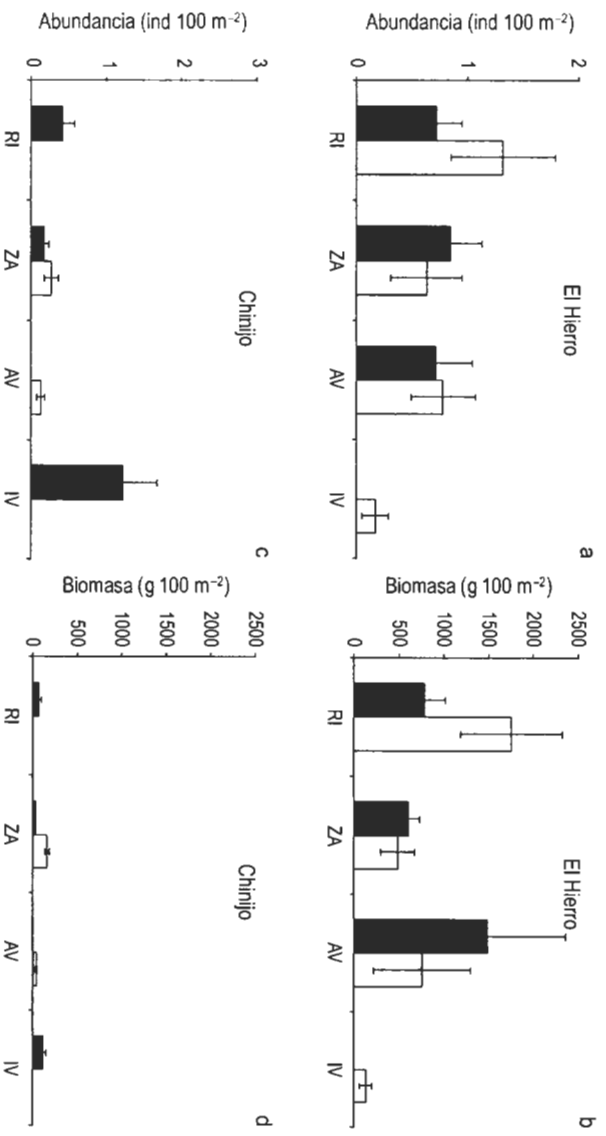 a
El Hierro
Abundancia (ind 100 m⁻²)
2
1
0
RI ZA AV IV
b
El Hierro
Biomasa (g 100 m⁻²)
2500
2000
1500
1000
500
0
RI ZA AV IV
c
Chinijo
Abundancia (ind 100 m⁻²)
3
2
1
0
RI ZA AV IV
d
Chinijo
Biomasa (g 100 m⁻²)
2500
2000
1500
1000
500
0
RI ZA AV IV